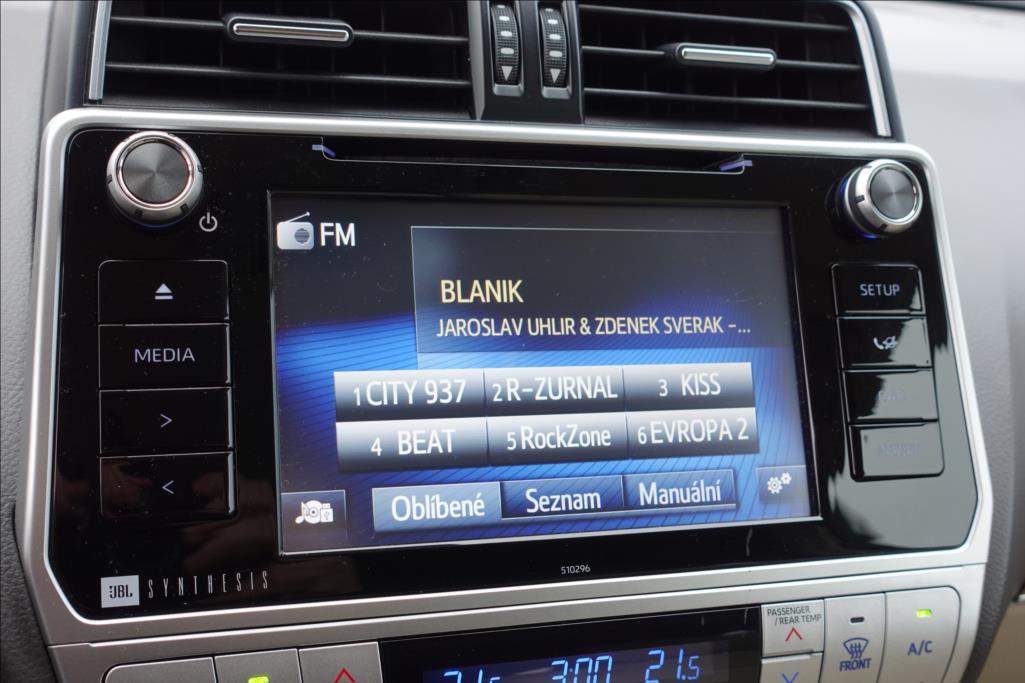 FM
BLANIK
JAROSLAV UHLIR & ZDENEK SVERAK –...
1 CITY 937 2 R-ZURNAL 3 KISS
4 BEAT 5 RockZone 6 EVROPA 2
Oblíbené Seznam Manuální
MEDIA
>
<
SETUP
JBL SYNTHESIS
510296
PASSENGER
/ REAR TEMP
3:00 21.5
FRONT
A/C